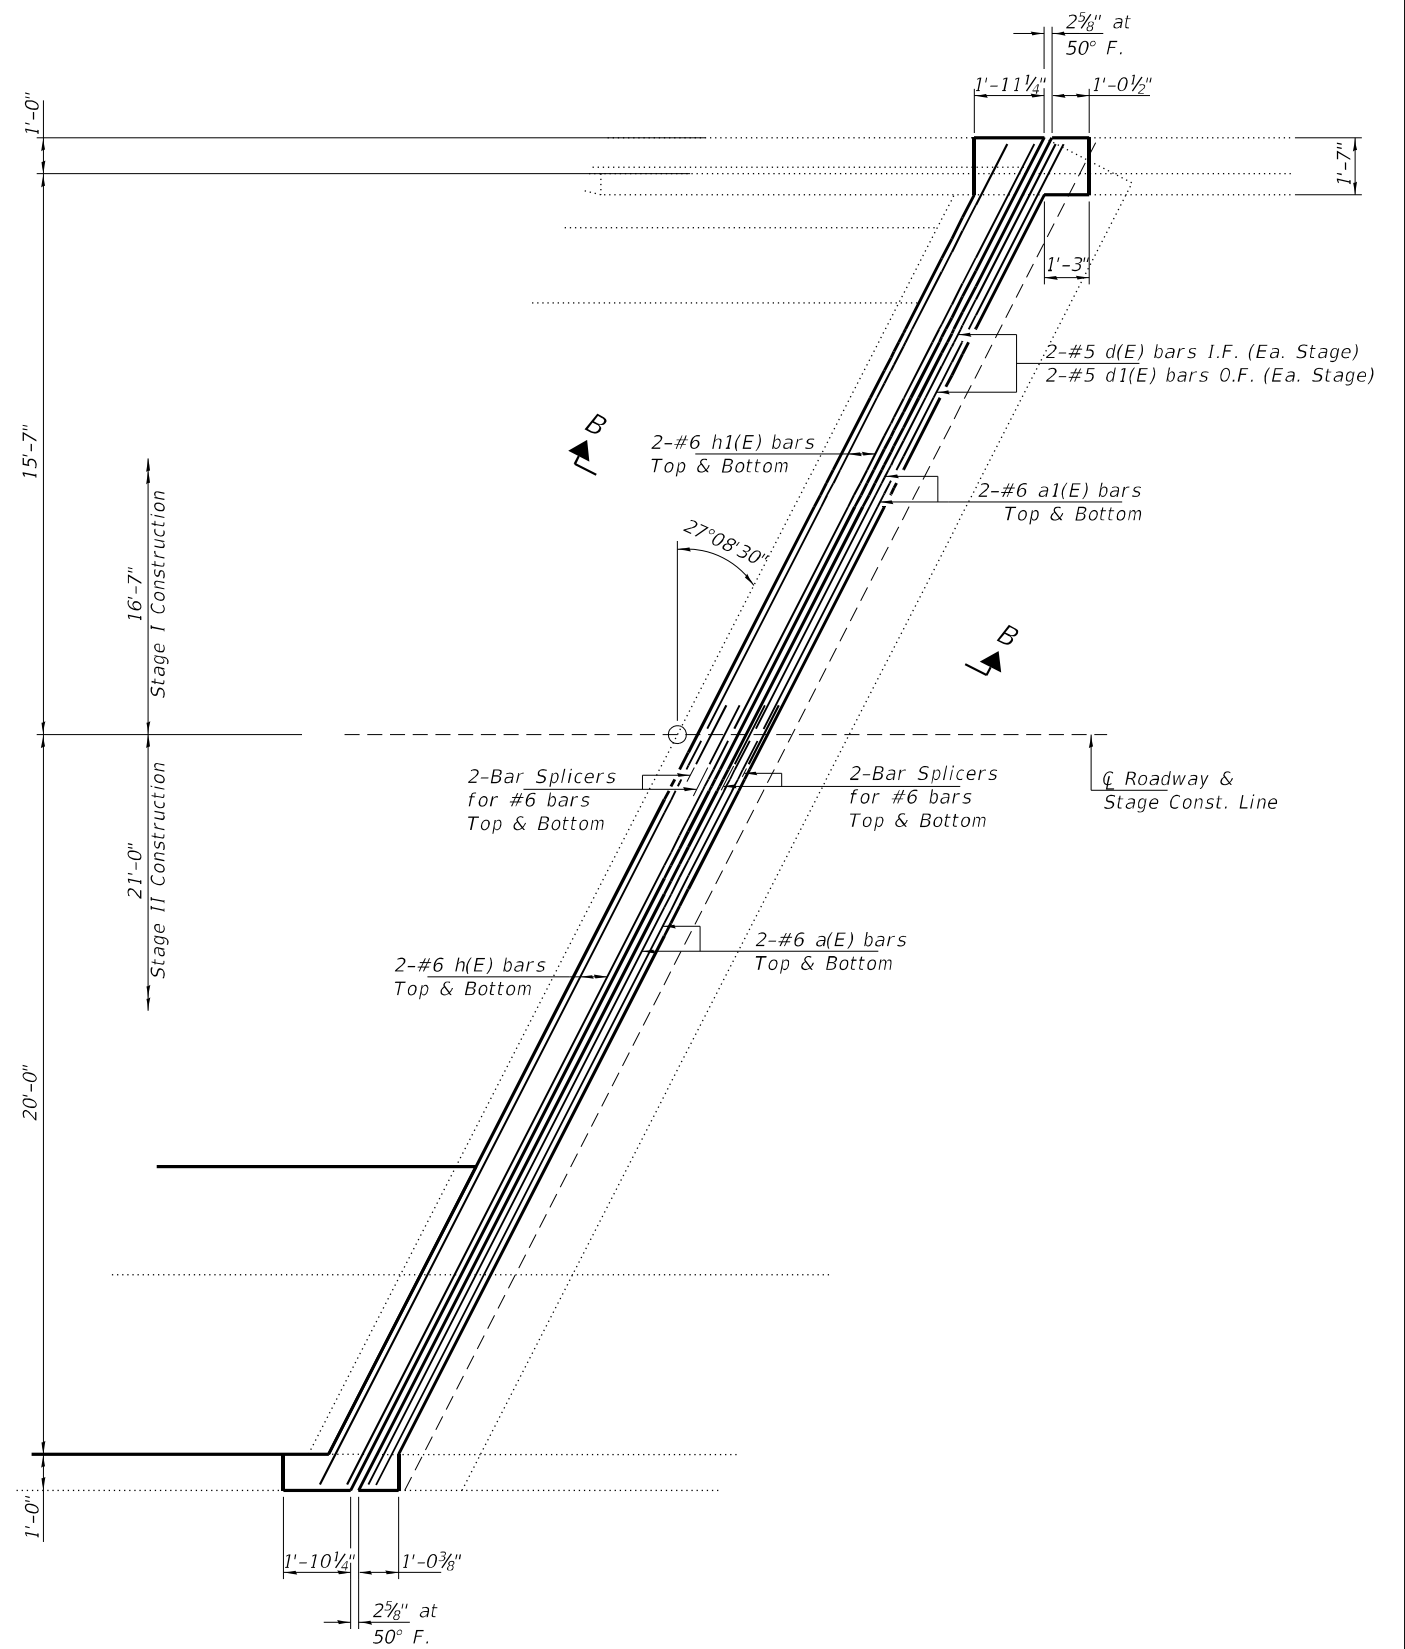 2⅝" at
50° F.
1'-11¼"
1'-0½"
1'-0"
1'-7"
1'-3"
2-#5 d(E) bars I.F. (Ea. Stage)
2-#5 d1(E) bars O.F. (Ea. Stage)
B
15'-7"
2-#6 h1(E) bars
Top & Bottom
2-#6 a1(E) bars
Top & Bottom
27°08'30"
16'-7"
Stage I Construction
B
2-Bar Splicers
for #6 bars
Top & Bottom
2-Bar Splicers
for #6 bars
Top & Bottom
℄ Roadway &
Stage Const. Line
21'-0"
Stage II Construction
2-#6 a(E) bars
Top & Bottom
2-#6 h(E) bars
Top & Bottom
20'-0"
1'-0"
1'-10¼"
1'-0⅜"
2⅝" at
50° F.